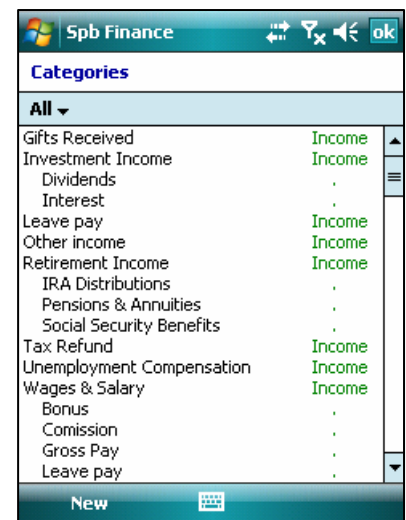 Spb Finance ok
Categories
All
Gifts Received Income
Investment Income Income
Dividends .
Interest .
Leave pay Income
Other income Income
Retirement Income Income
IRA Distributions .
Pensions & Annuities .
Social Security Benefits .
Tax Refund Income
Unemployment Compensation Income
Wages & Salary Income
Bonus .
Comission .
Gross Pay .
Leave pay .
New